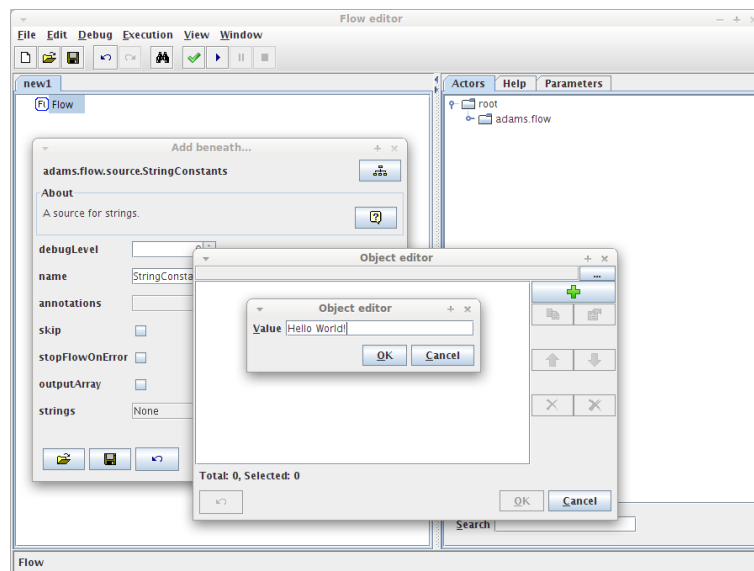 Flow editor
File Edit Debug Execution View Window
new1
Actors Help Parameters
Flow
root
adams.flow
Add beneath...
adams.flow.source.StringConstants
About
A source for strings.
debugLevel
name StringConsta
annotations
skip
stopFlowOnError
outputArray
strings None
Object editor
...
Object editor
Value Hello World!
OK Cancel
Total: 0, Selected: 0
OK Cancel
Search
Flow